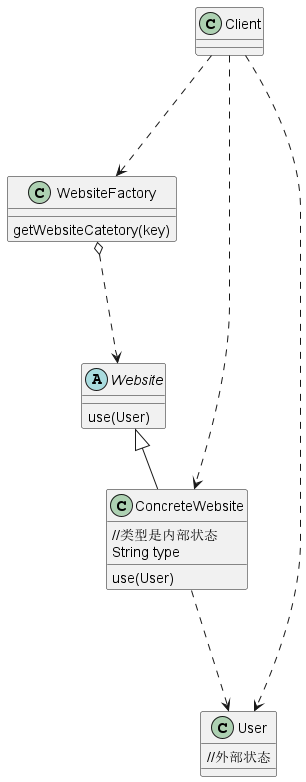 C Client
C WebsiteFactory
getWebsiteCatetory(key)
A Website
use(User)
C ConcreteWebsite
//类型是内部状态
String type
use(User)
C User
//外部状态